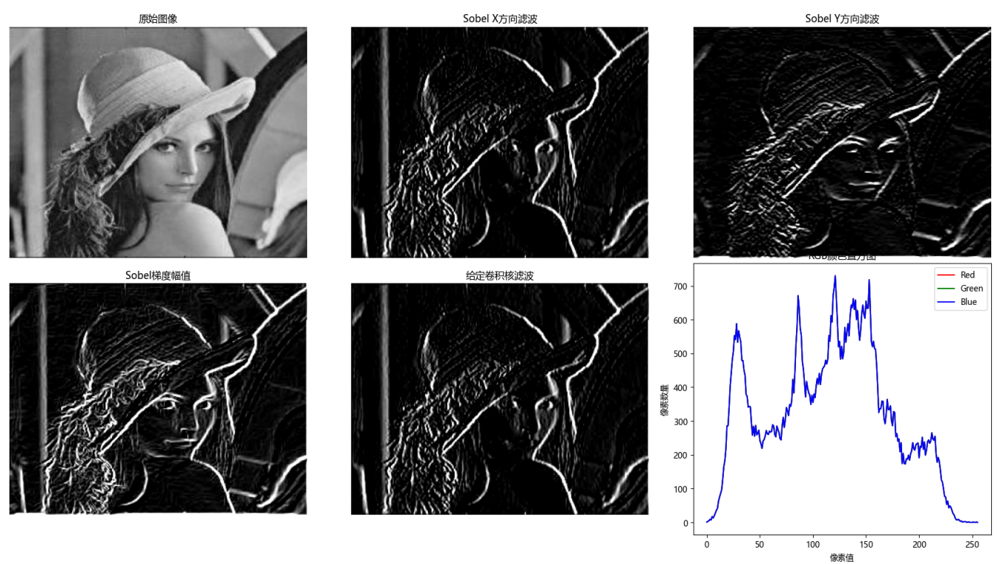 原始图像
Sobel X方向滤波
Sobel Y方向滤波
Sobel梯度幅值
给定卷积核滤波
RGB颜色直方图
Red
Green
Blue
像素数量
700
600
500
400
300
200
100
0
0
50
100
150
200
250
像素值